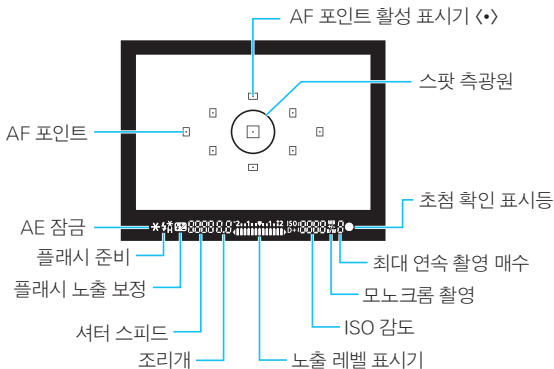 AF 포인트 활성 표시기 <•>
스팟 측광원
AF 포인트
초첨 확인 표시등
AE 잠금
플래시 준비
최대 연속 촬영 매수
플래시 노출 보정
모노크롬 촬영
셔터 스피드
ISO 감도
조리개
노출 레벨 표시기